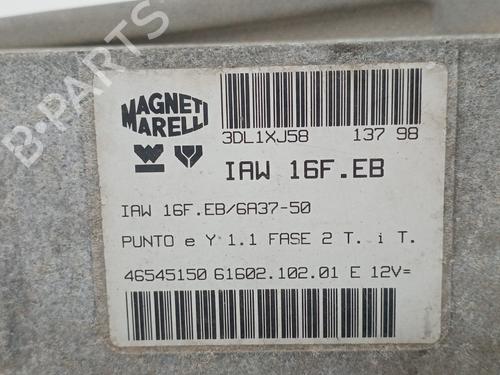 B-PARTS
MAGNETI
MARELLI
3DL1XJ58 137 98
IAW 16F.EB
IAW 16F.EB/6A37-50
PUNTO e Y 1.1 FASE 2 T. i T.
46545150 61602.102.01 E 12V=